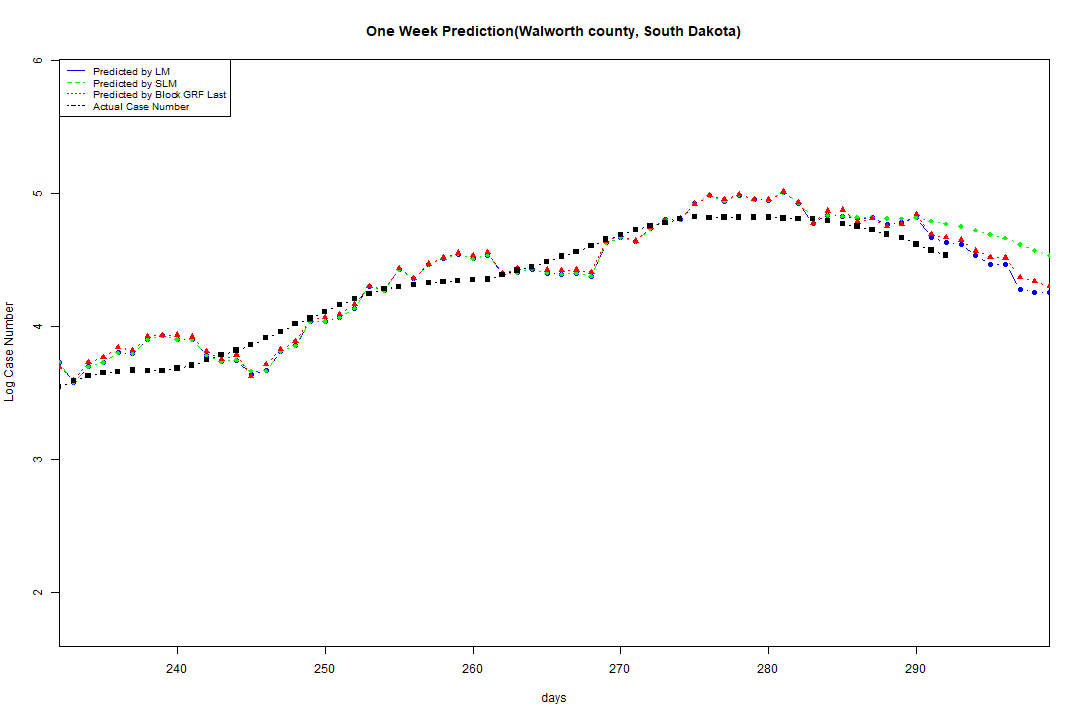 One Week Prediction(Walworth county, South Dakota)
Predicted by LM
Predicted by SLM
Predicted by Block GRF Last
Actual Case Number
6
5
4
3
2
Log Case Number
240 250 260 270 280 290
days